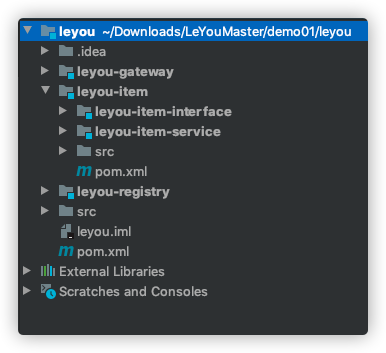 leyou ~/Downloads/LeYouMaster/demo01/leyou
.idea
leyou-gateway
leyou-item
leyou-item-interface
leyou-item-service
src
m pom.xml
leyou-registry
src
leyou.iml
m pom.xml
External Libraries
Scratches and Consoles